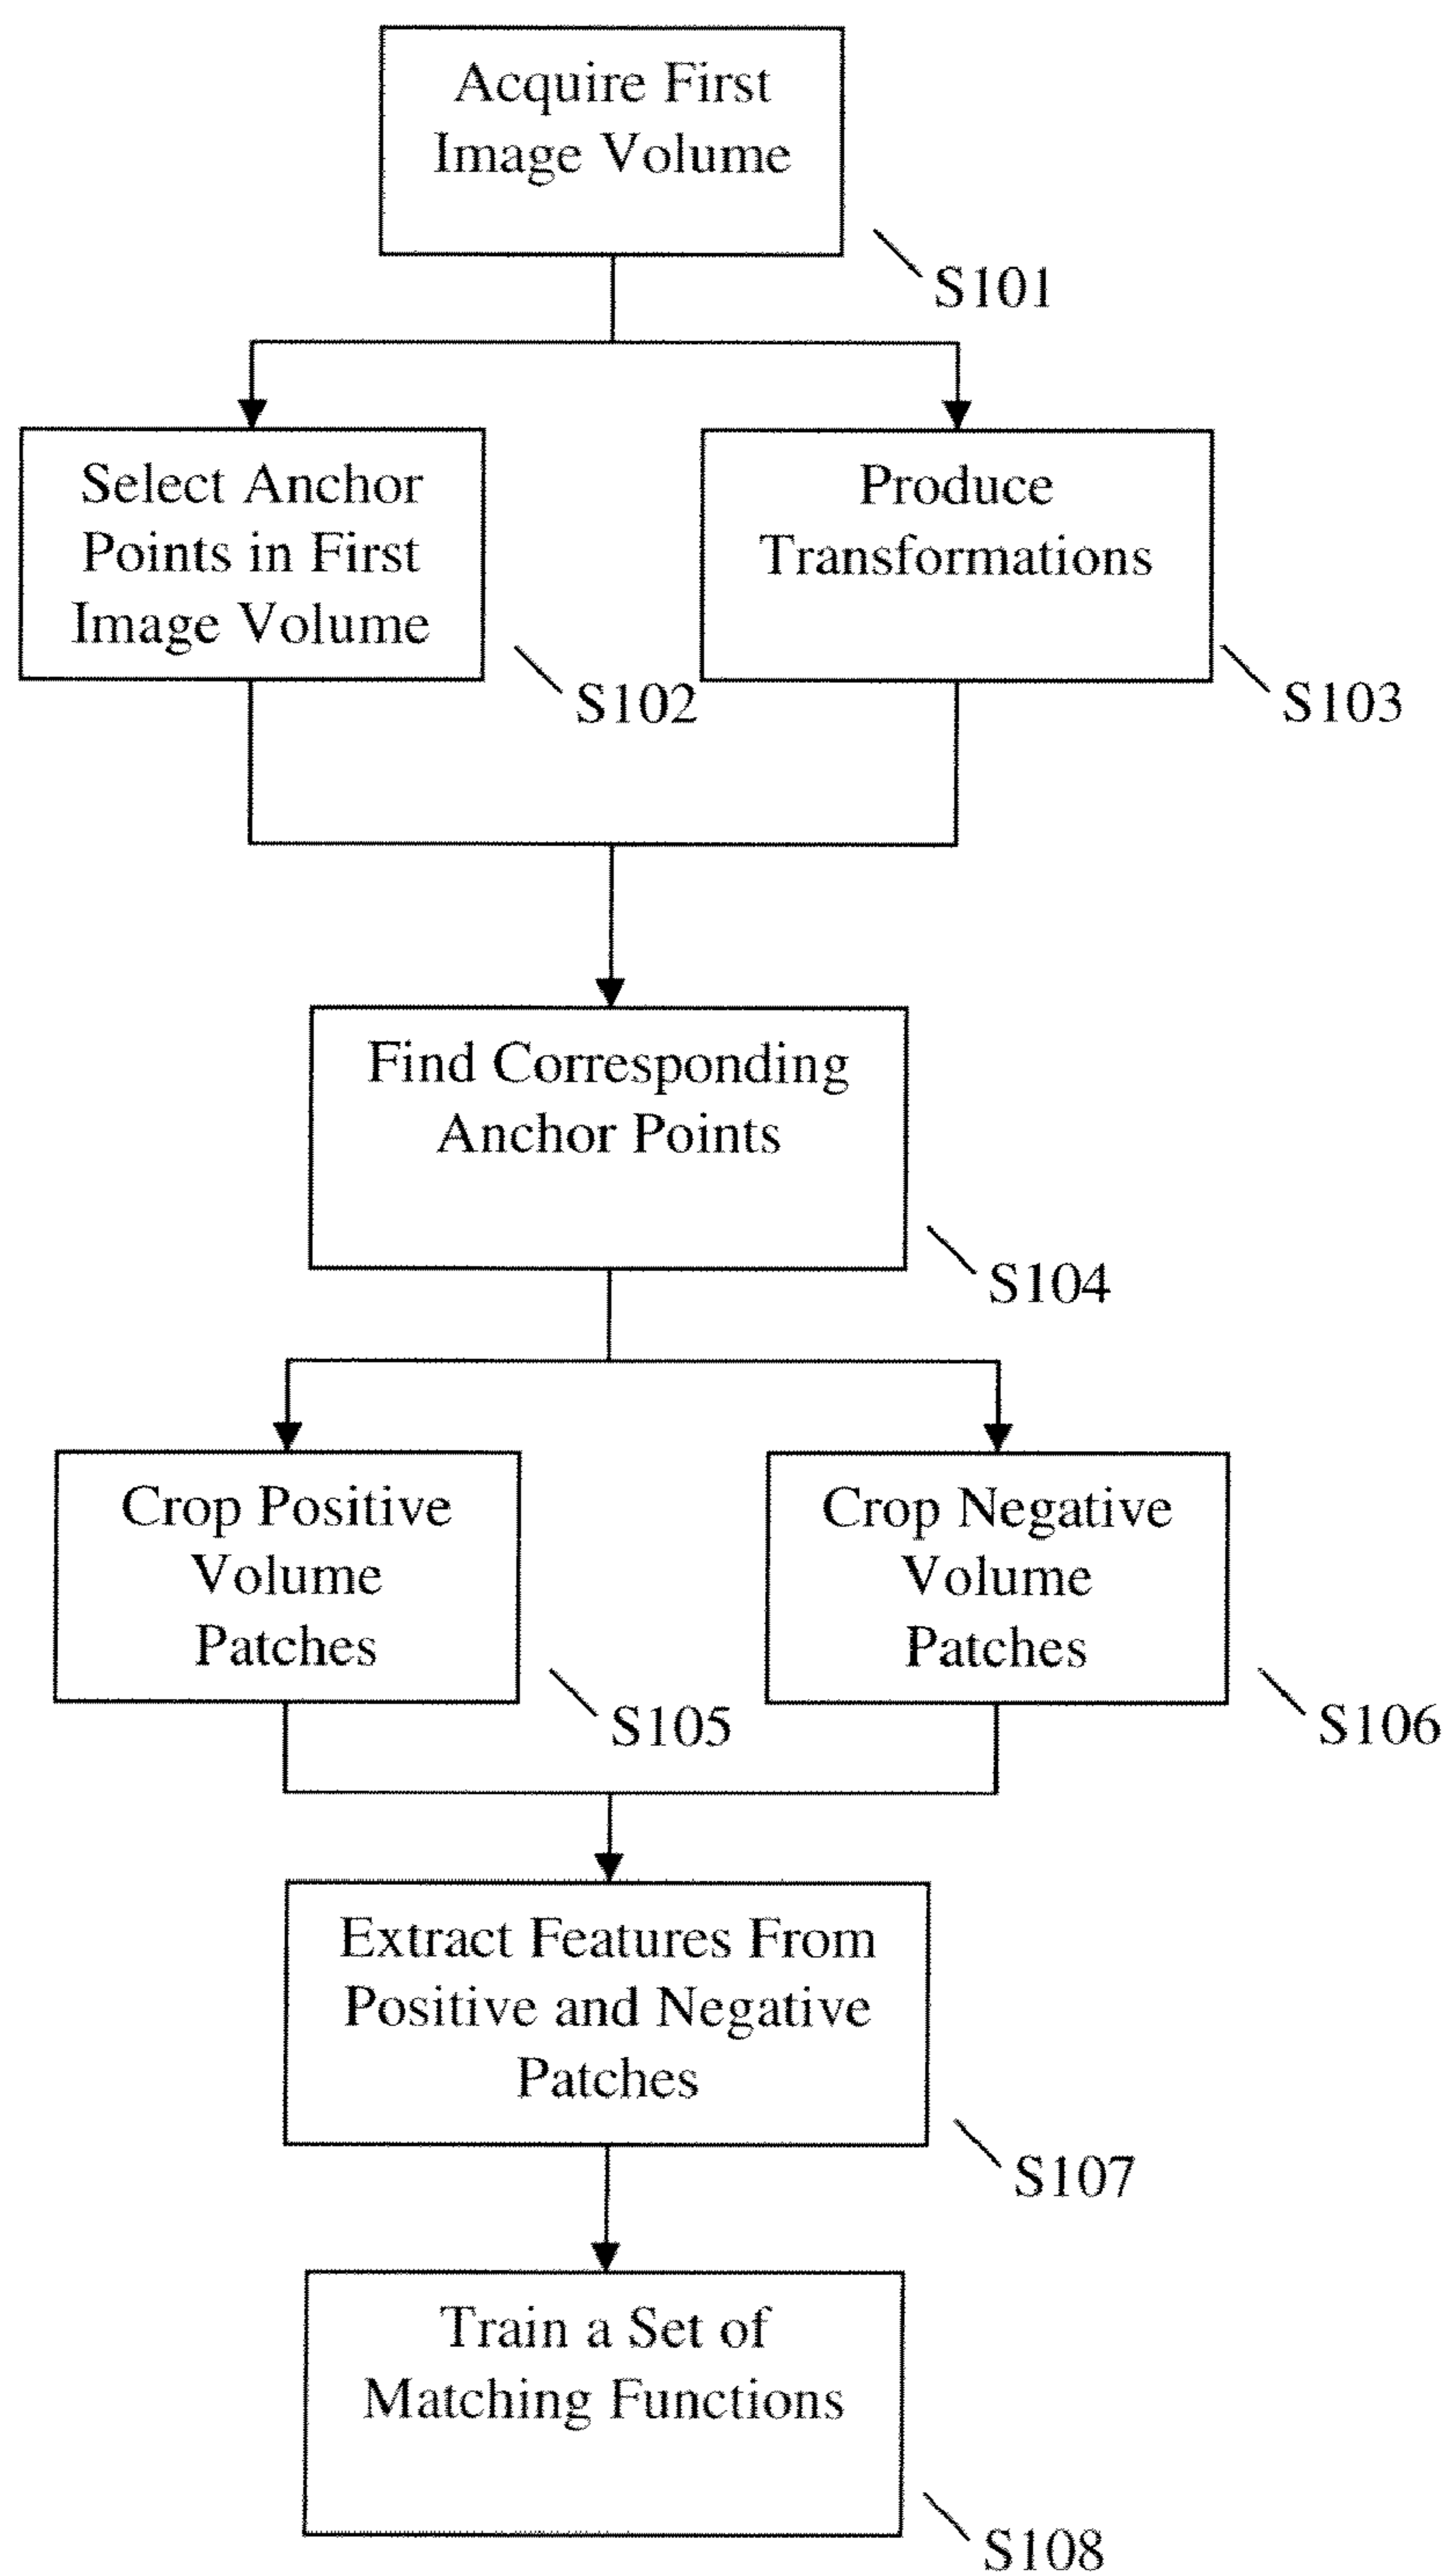 Acquire First
Image Volume
S101
Select Anchor
Points in First
Image Volume
S102
Produce
Transformations
S103
Find Corresponding
Anchor Points
S104
Crop Positive
Volume
Patches
S105
Crop Negative
Volume
Patches
S106
Extract Features From
Positive and Negative
Patches
S107
Train a Set of
Matching Functions
S108